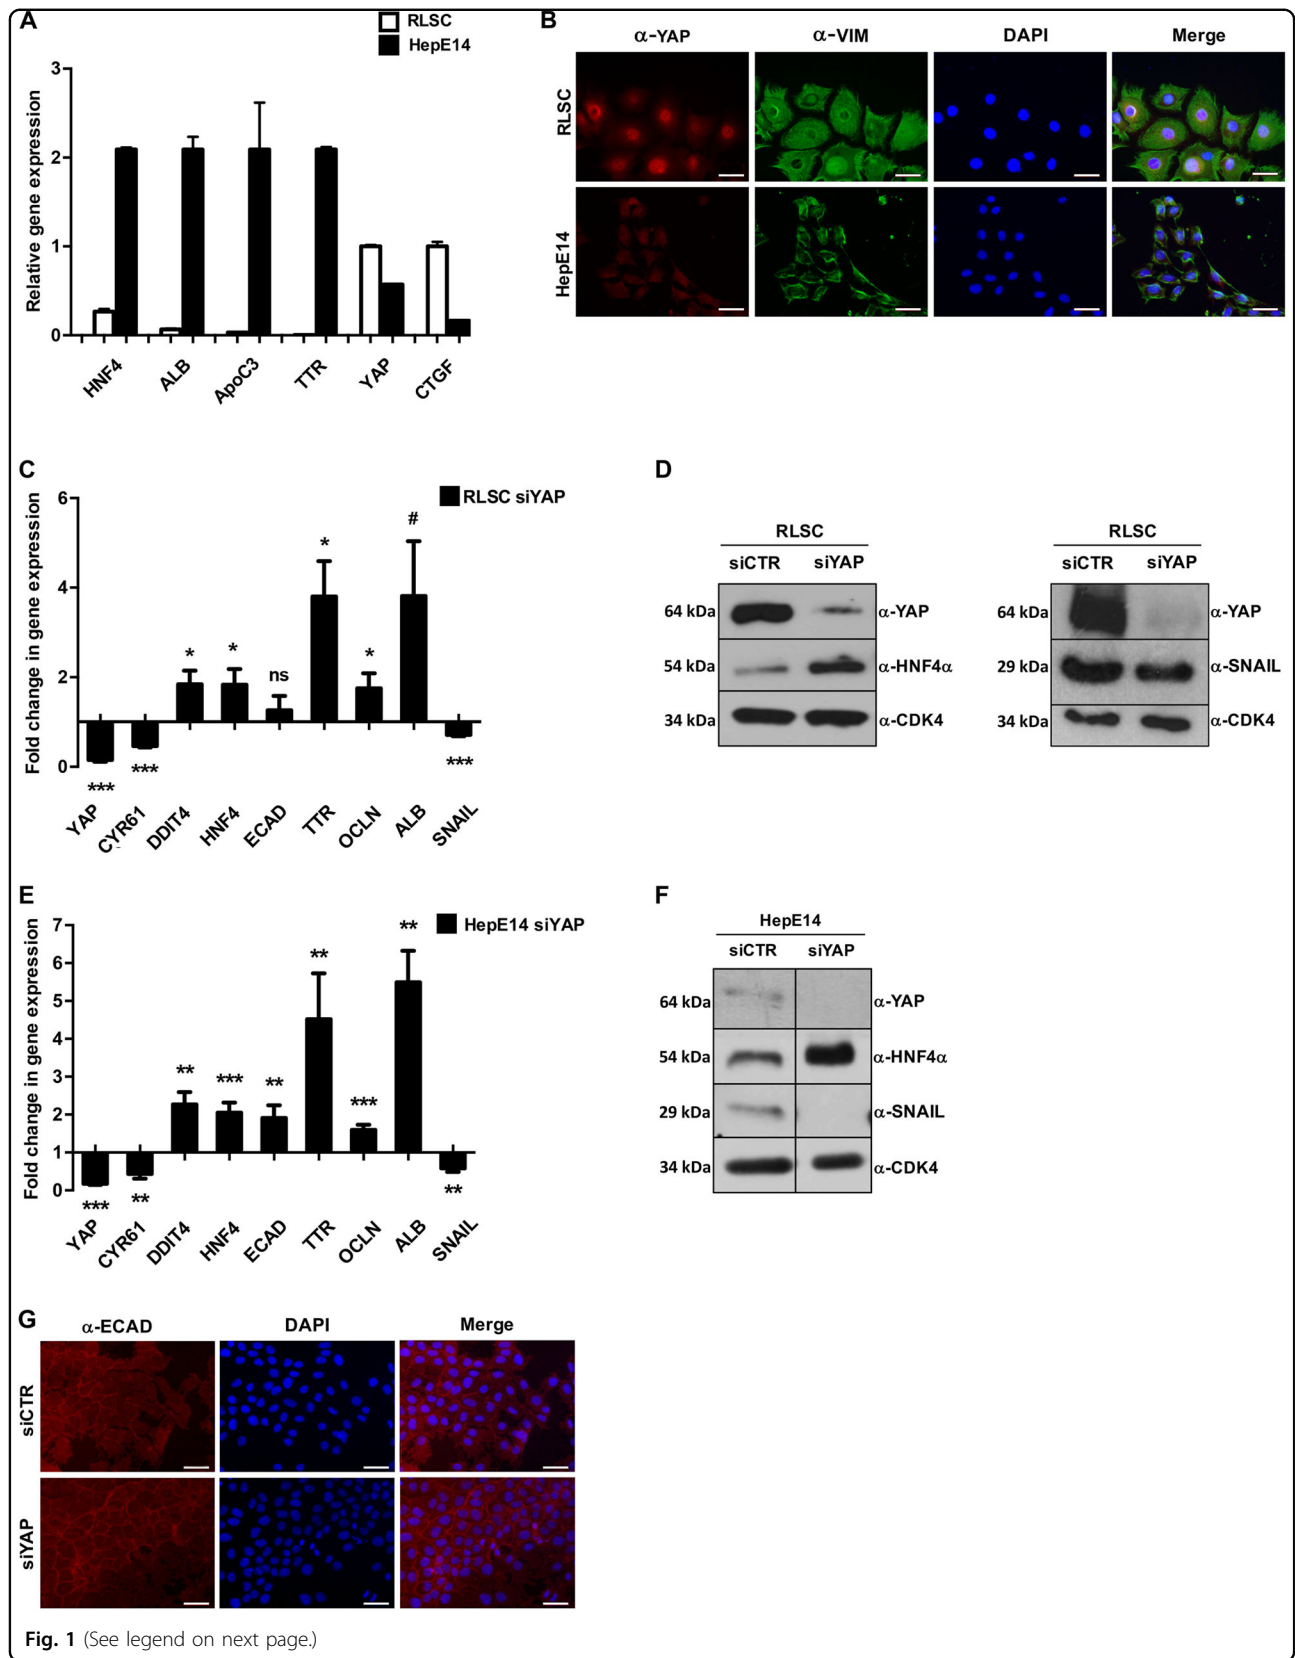 A
RLSC
HepE14
Relative gene expression
3
2
1
0
HNF4 ALB ApoC3 TTR YAP CTGF
B
α-YAP α-VIM DAPI Merge
RLSC
HepE14
C
RLSC siYAP
Fold change in gene expression
6
4
2
0
*** *** * * ns * * # ***
YAP CYR61 DDIT4 HNF4 ECAD TTR OCLN ALB SNAIL
D
RLSC
siCTR siYAP
64 kDa α-YAP
54 kDa α-HNF4α
34 kDa α-CDK4
RLSC
siCTR siYAP
64 kDa α-YAP
29 kDa α-SNAIL
34 kDa α-CDK4
E
HepE14 siYAP
Fold change in gene expression
7
6
5
4
3
2
1
0
*** ** ** *** ** ** *** ** **
YAP CYR61 DDIT4 HNF4 ECAD TTR OCLN ALB SNAIL
F
HepE14
siCTR siYAP
64 kDa α-YAP
54 kDa α-HNF4α
29 kDa α-SNAIL
34 kDa α-CDK4
G
α-ECAD DAPI Merge
siCTR
siYAP
Fig. 1 (See legend on next page.)